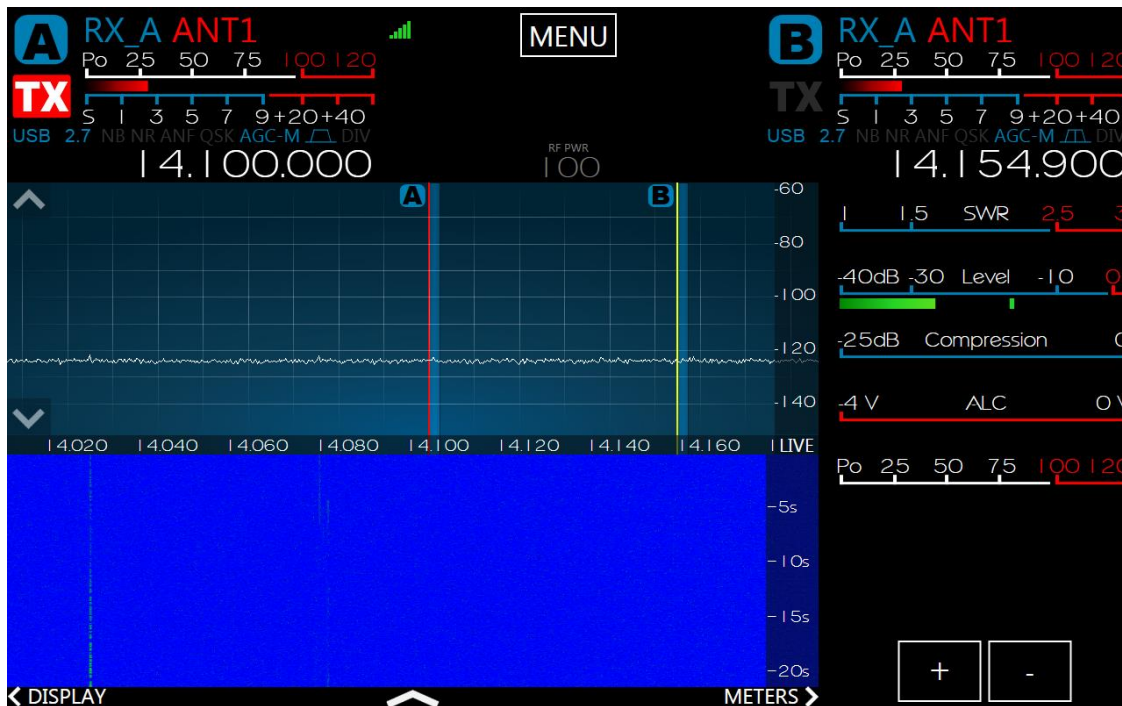 A RX_A ANT1
Po 25 50 75 100 120
TX
S 1 3 5 7 9 +20 +40
USB 2.7 NB NR ANF QSK AGC-M DIV
14.100.000
MENU
RF PWR
100
B RX_A ANT1
Po 25 50 75 100 120
TX
S 1 3 5 7 9 +20 +40
USB 2.7 NB NR ANF QSK AGC-M DIV
14.154.900
A B
-60
-80
-100
-120
-140
14.020 14.040 14.060 14.080 14.100 14.120 14.140 14.160 LIVE
-5s
-10s
-15s
-20s
1 1.5 SWR 2.5 3
-40dB -30 Level -10 0
-25dB Compression 0
-4 V ALC 0 V
Po 25 50 75 100 120
+ -
< DISPLAY
METERS >